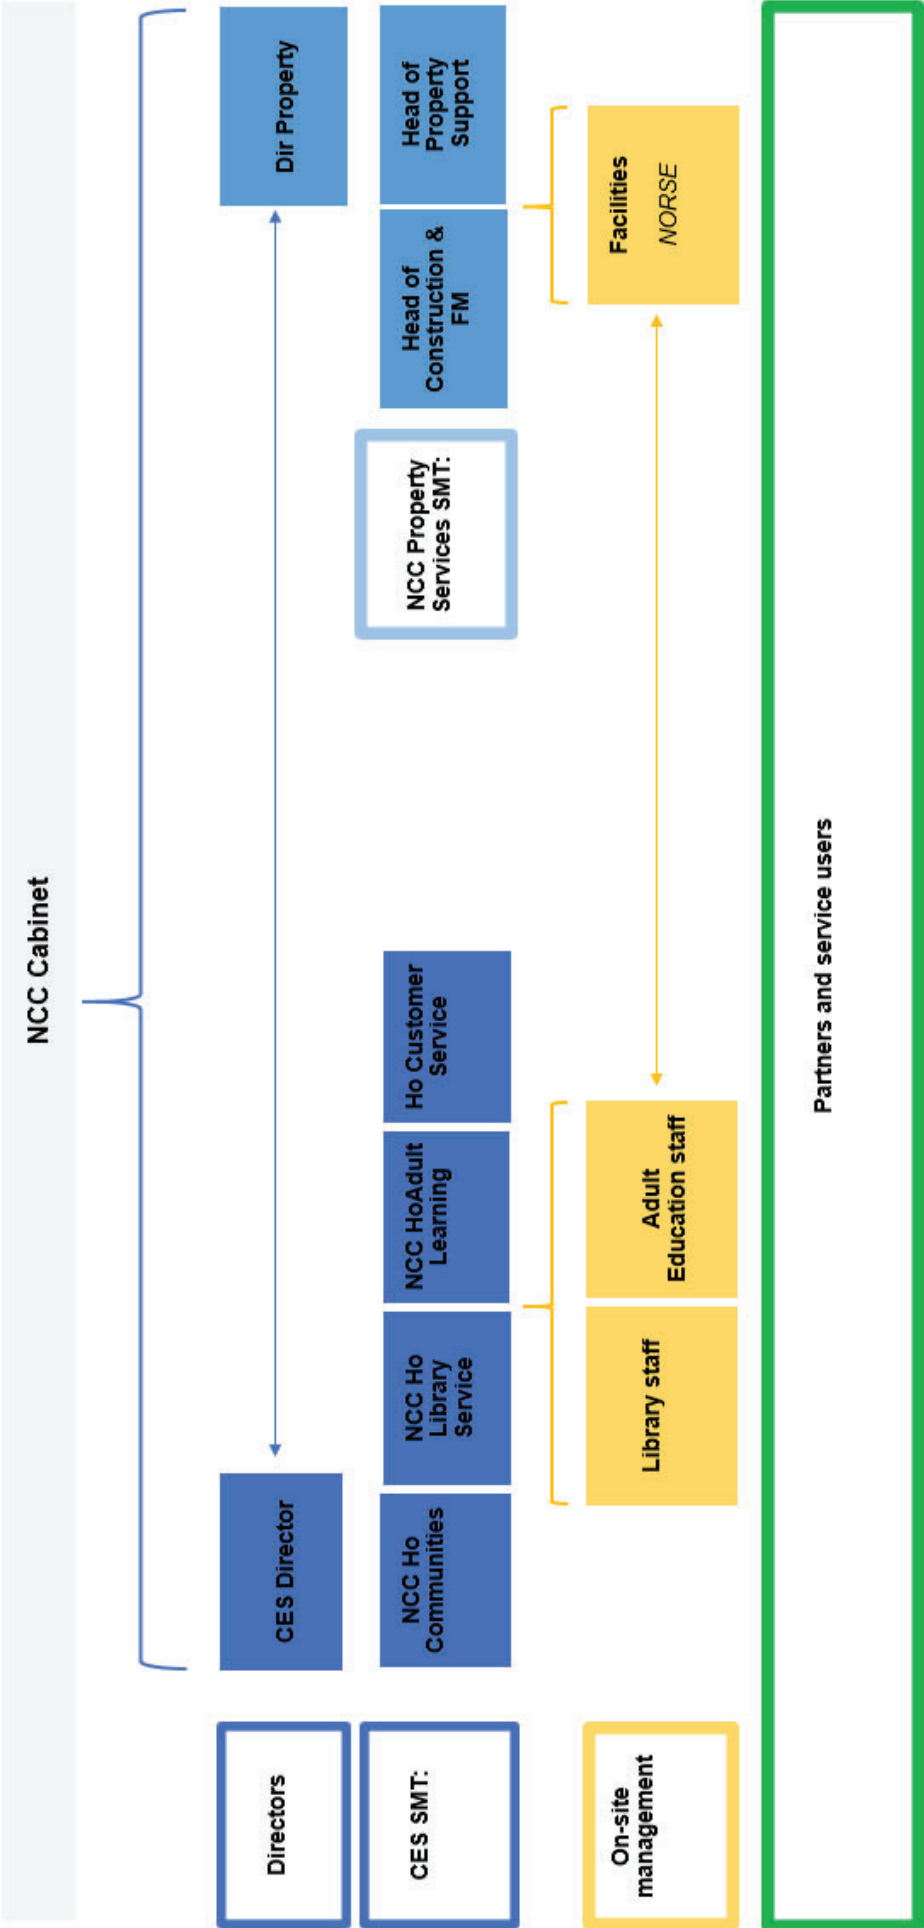 NCC Cabinet
Directors
CES Director
Dir Property
CES SMT:
NCC Ho
Communities
NCC Ho
Library
Service
NCC HoAdult
Learning
Ho Customer
Service
NCC Property
Services SMT:
Head of
Construction &
FM
Head of
Property
Support
On-site
management
Library staff
Adult
Education staff
Facilities
NORSE
Partners and service users